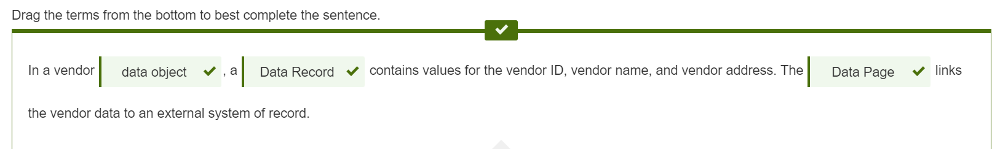 Drag the terms from the bottom to best complete the sentence.
In a vendor data object , a Data Record contains values for the vendor ID, vendor name, and vendor address. The Data Page links
the vendor data to an external system of record.